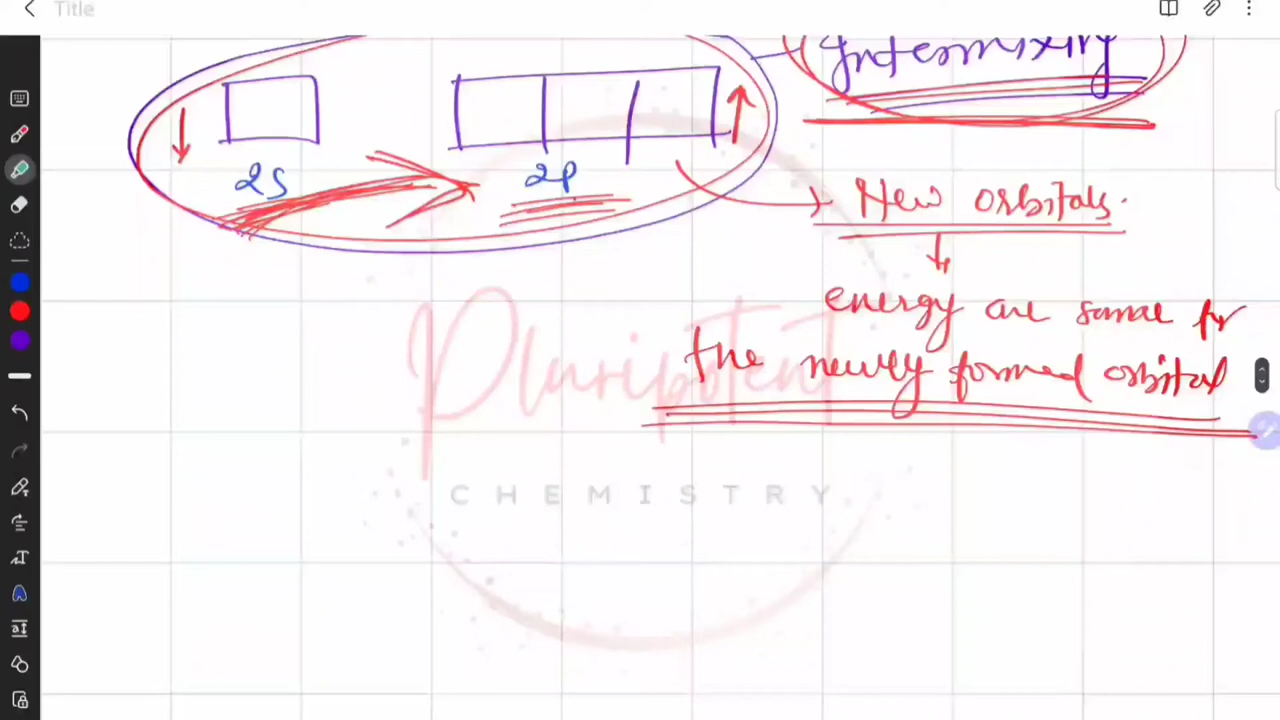 Title
Intermixing
2s
2p
New orbitals.
energy are same for
the newly formed orbital
Pluripotent
CHEMISTRY